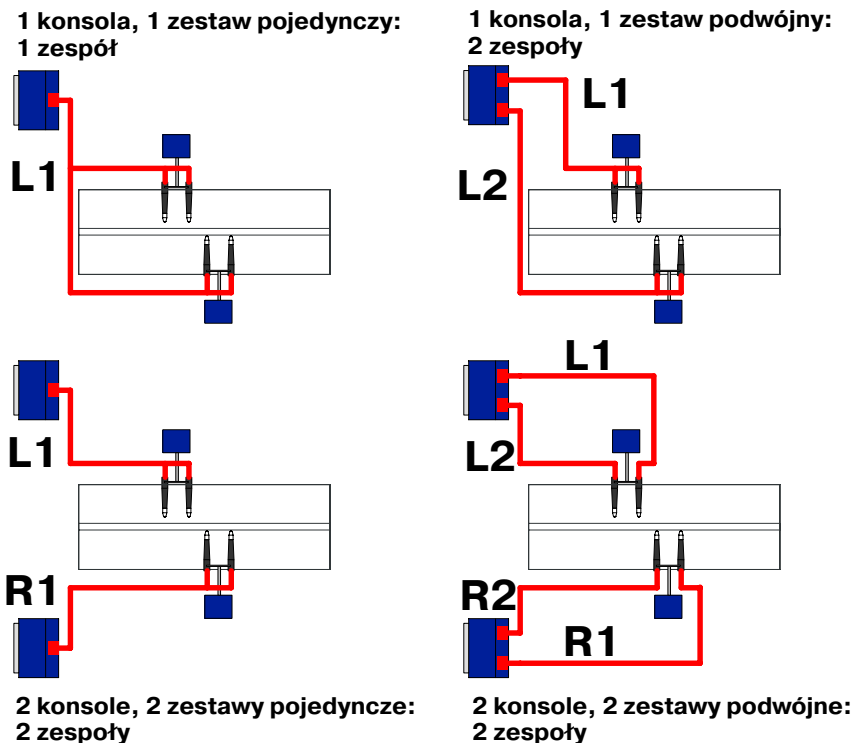 1 konsola, 1 zestaw pojedynczy:
1 zespół
L1
1 konsola, 1 zestaw podwójny:
2 zespoły
L1
L2
L1
R1
2 konsole, 2 zestawy pojedyncze:
2 zespoły
L1
L2
R2
R1
2 konsole, 2 zestawy podwójne:
2 zespoły